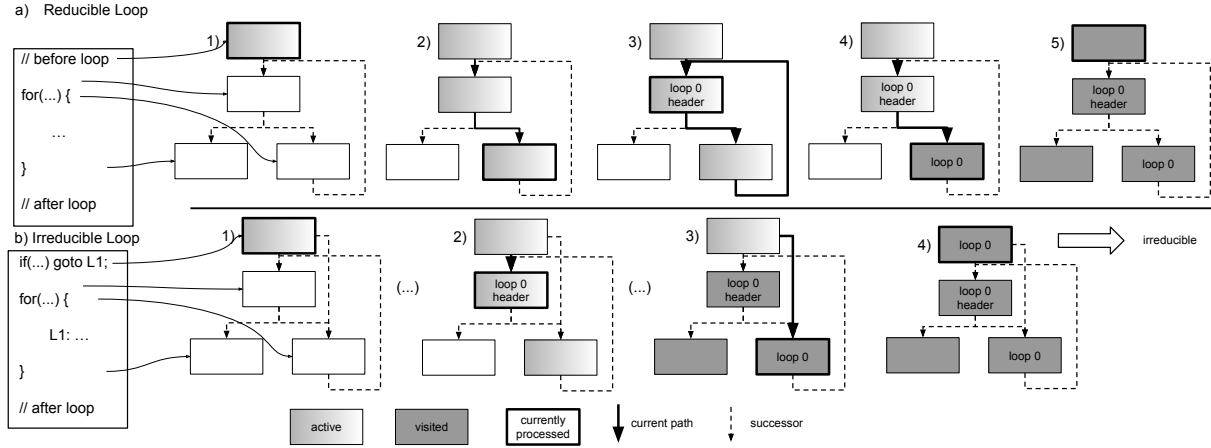 a) Reducible Loop
// before loop
for(...) {
...
}
// after loop
1)
2)
3)
loop 0
header
4)
loop 0
header
loop 0
5)
loop 0
header
loop 0
b) Irreducible Loop
if(...) goto L1;
for(...) {
L1: ...
}
// after loop
1)
2)
loop 0
header
(...)
3)
loop 0
header
loop 0
(...)
4)
loop 0
loop 0
header
loop 0
irreducible
active
visited
currently
processed
current path
successor